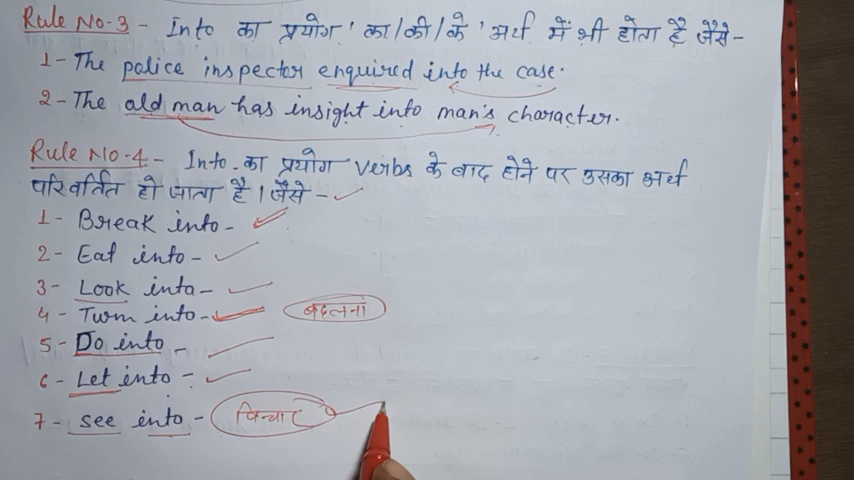 Rule No-3 - Into का प्रयोग ' का/की/के ' अर्थ में भी होता है जैसे-
1- The police inspector enquired into the case.
2- The old man has insight into man's character.
Rule No-4- Into का प्रयोग verbs के बाद होने पर उसका अर्थ
परिवर्तित हो जाता है। जैसे-
1- Break into-
2- Eat into-
3- Look into-
4- Turn into- बदलना
5- Do into -
6- Let into -
7- see into - विचार